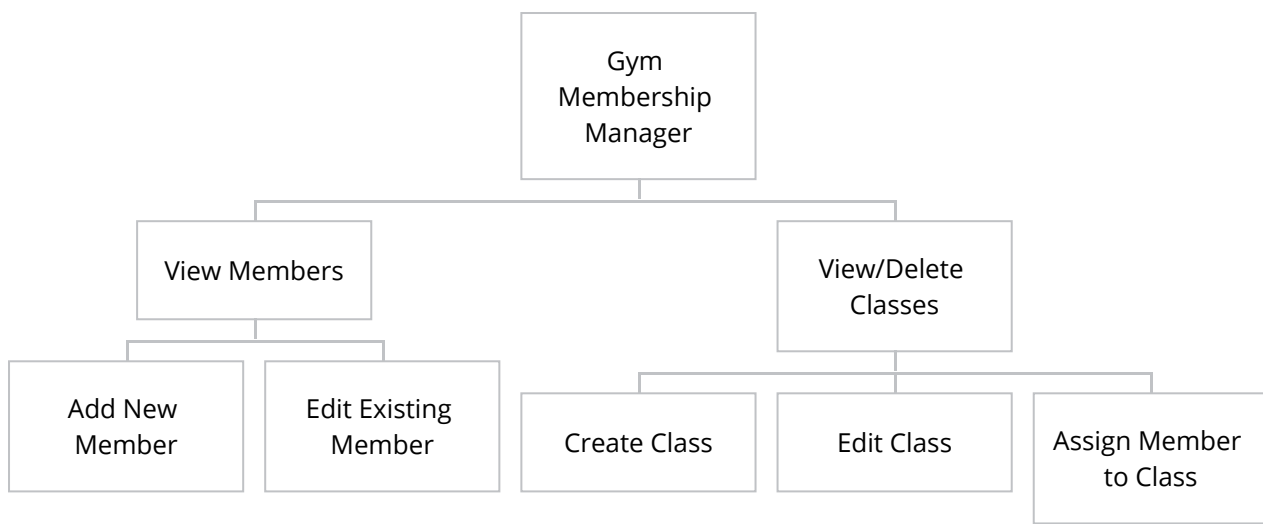 Gym
Membership
Manager
View Members
View/Delete
Classes
Add New
Member
Edit Existing
Member
Create Class
Edit Class
Assign Member
to Class